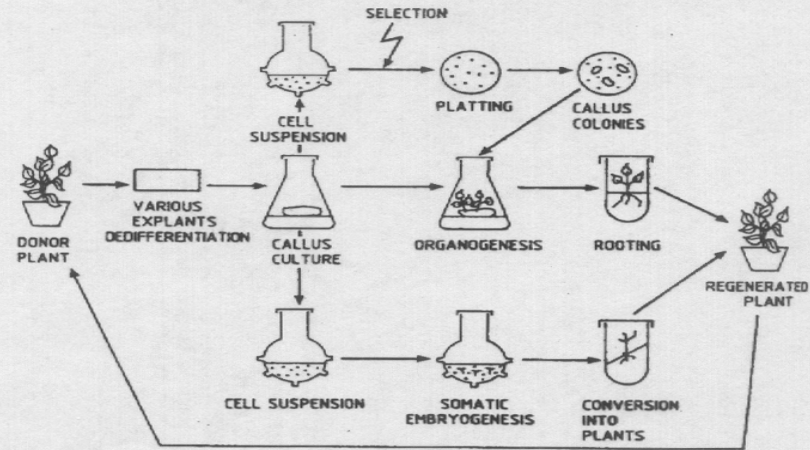 SELECTION
CELL
SUSPENSION
PLATTING
CALLUS
COLONIES
DONOR
PLANT
VARIOUS
EXPLANTS
DEDIFFERENTIATION
CALLUS
CULTURE
ORGANOGENESIS
ROOTING
REGENERATED
PLANT
CELL SUSPENSION
SOMATIC
EMBRYOGENESIS
CONVERSION
INTO
PLANTS